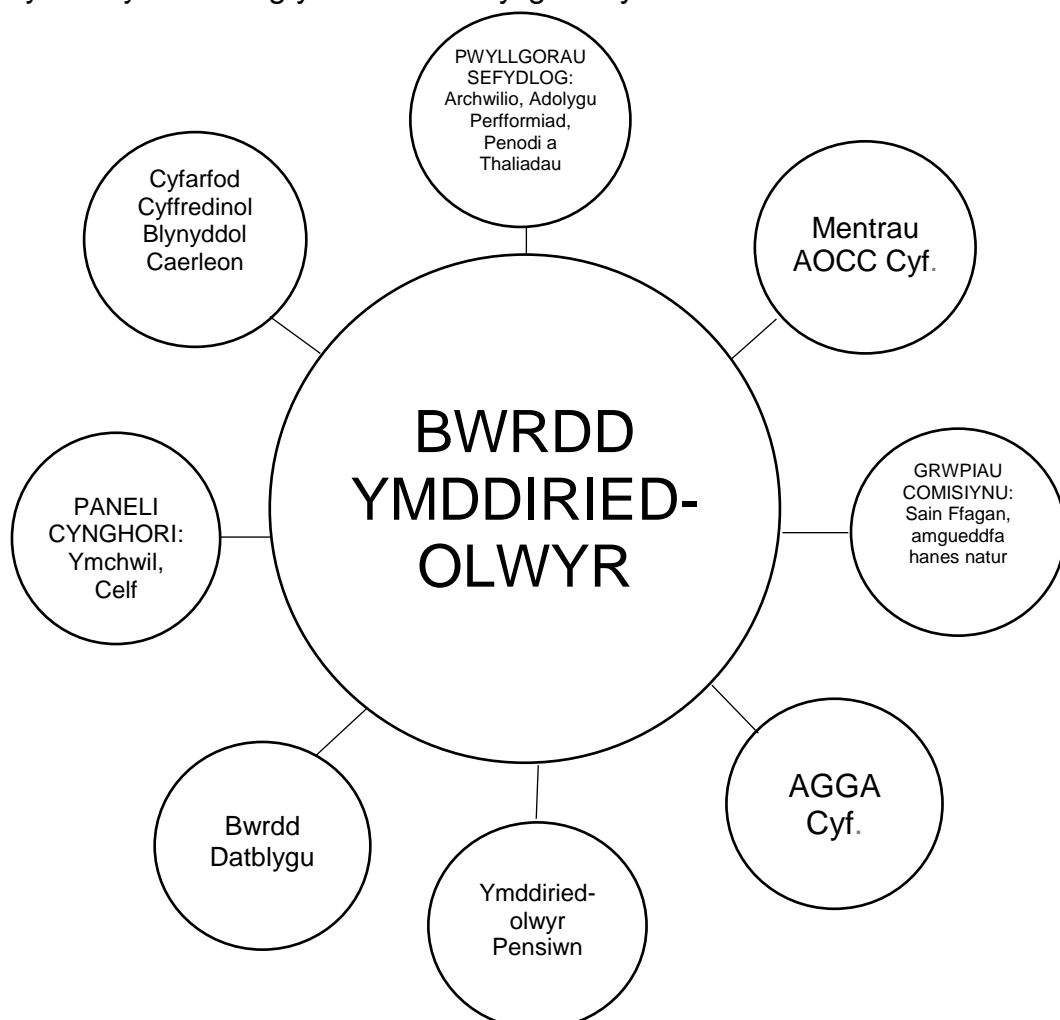 PWYLLGORAU
SEFYDLOG:
Archwilio, Adolygu
Perfformiad,
Penodi a
Thaliadau
Mentrau
AOCC Cyf.
GRWPIAU
COMISIYNU:
Sain Ffagan,
amgueddfa
hanes natur
AGGA
Cyf.
Ymddiried-
olwyr
Pensiwn
Bwrdd
Datblygu
PANELI
CYNGHORI:
Ymchwil,
Celf
Cyfarfod
Cyffredinol
Blynyddol
Caerleon
BWRDD
YMDDIRIED-
OLWYR